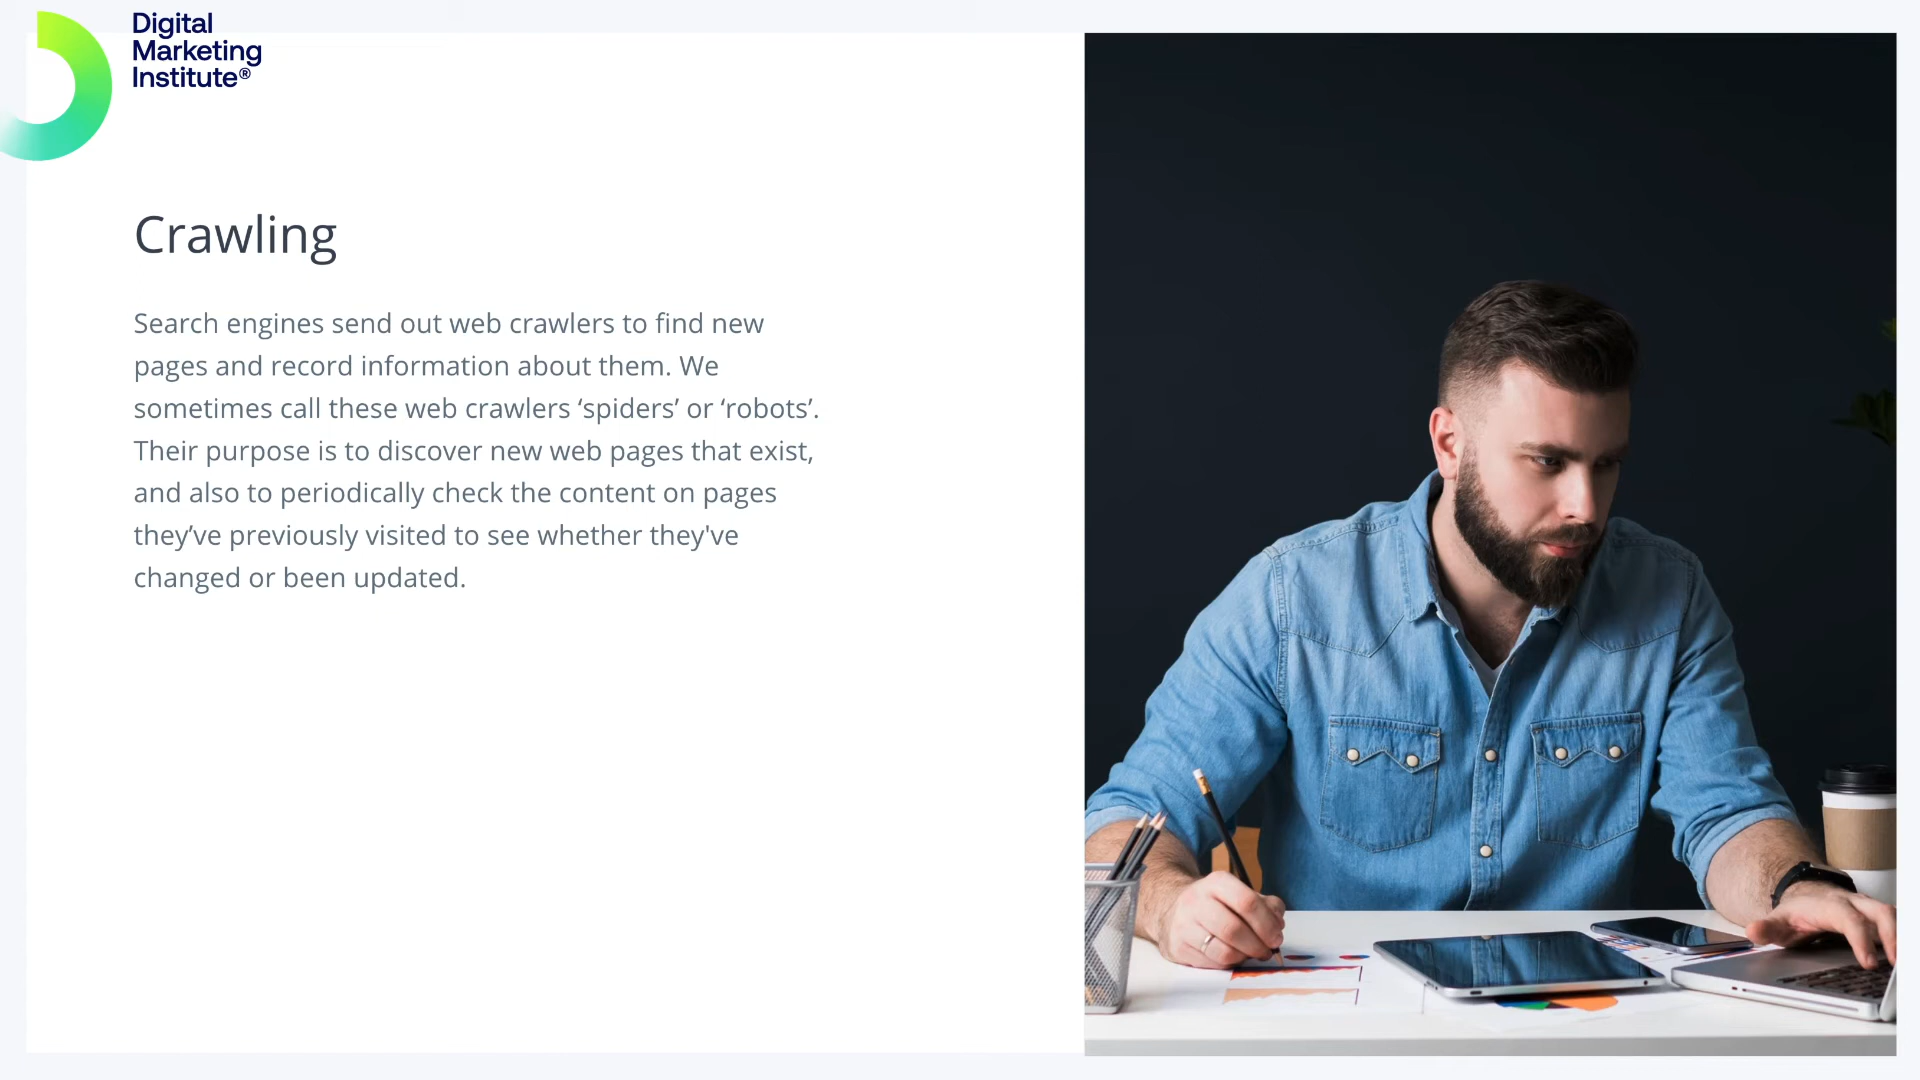 Digital
Marketing
Institute®
Crawling
Search engines send out web crawlers to find new
pages and record information about them. We
sometimes call these web crawlers ‘spiders’ or ‘robots’.
Their purpose is to discover new web pages that exist,
and also to periodically check the content on pages
they’ve previously visited to see whether they've
changed or been updated.